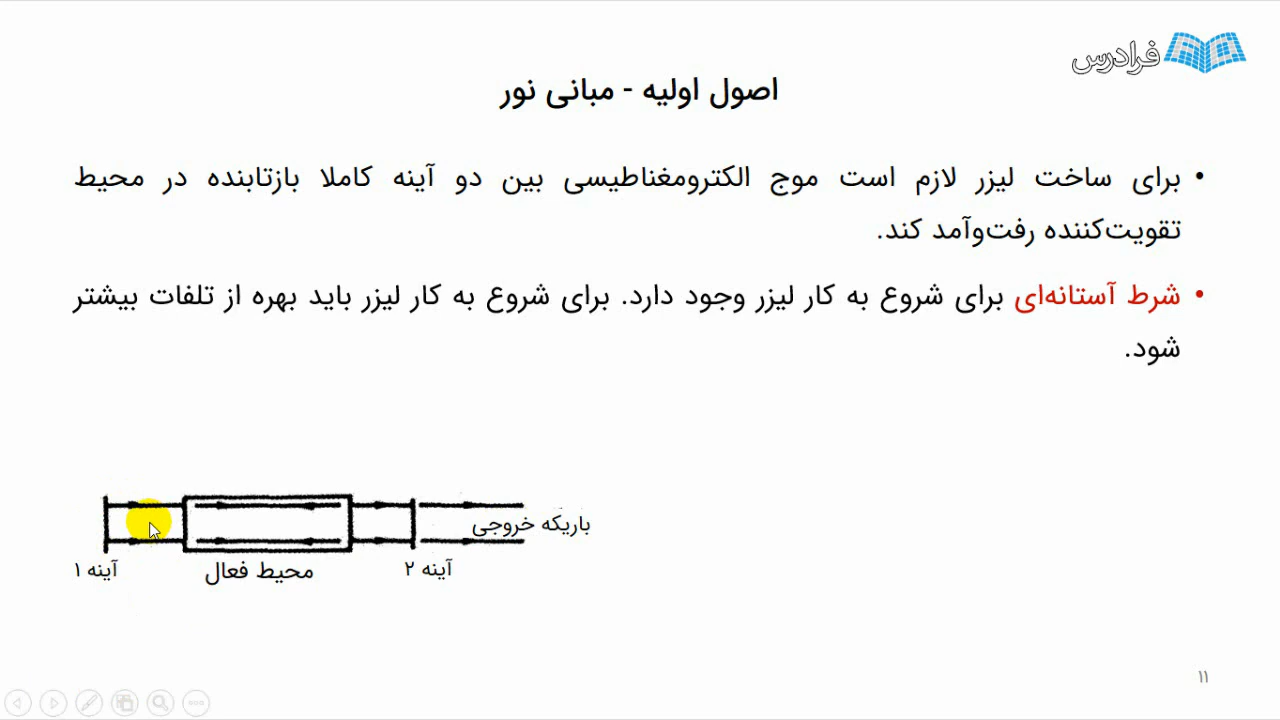 فرادرس
اصول اولیه - مبانی نور
• برای ساخت لیزر لازم است موج الکترومغناطیسی بین دو آینه کاملا بازتابنده در محیط
تقویت‌کننده رفت‌وآمد کند.
• شرط آستانه‌ای برای شروع به کار لیزر وجود دارد. برای شروع به کار لیزر باید بهره از تلفات بیشتر
شود.
باریکه خروجی
آینه ۲
محیط فعال
آینه ۱
۱۱